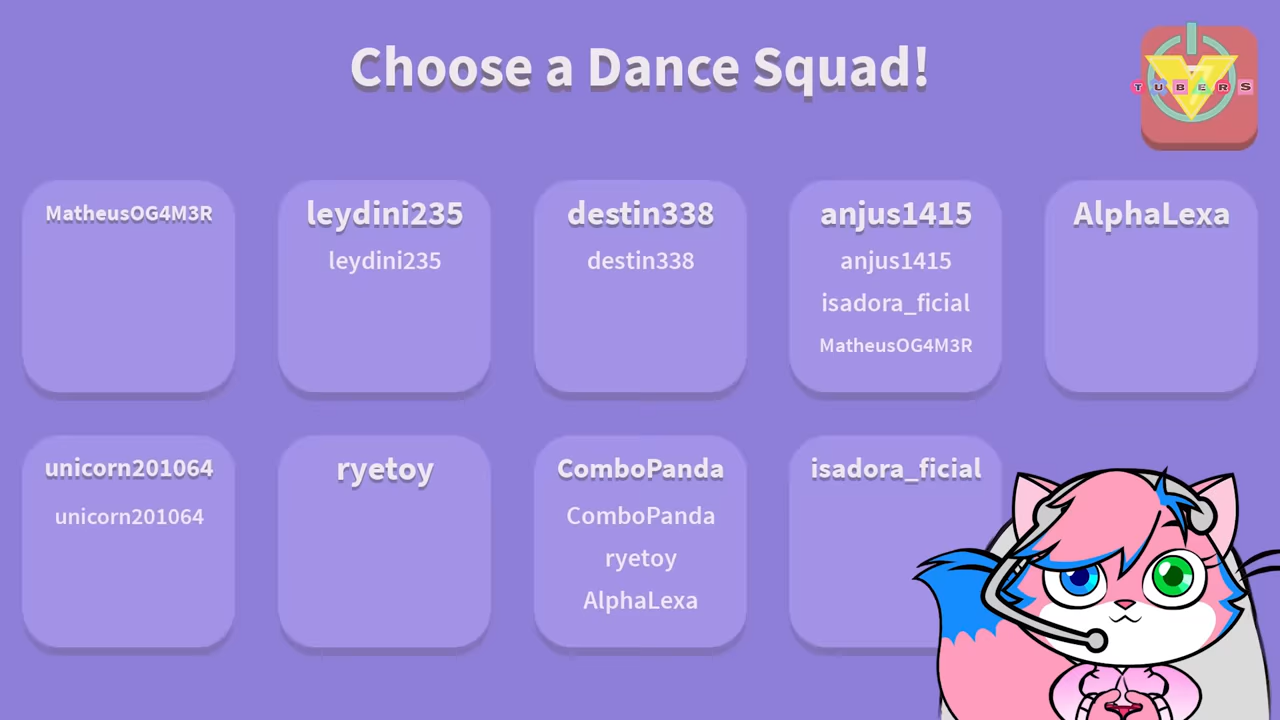 Choose a Dance Squad!
TUBERS
MatheusOG4M3R
leydini235
leydini235
destin338
destin338
anjus1415
anjus1415
isadora_ficial
MatheusOG4M3R
AlphaLexa
unicorn201064
unicorn201064
ryetoy
ComboPanda
ComboPanda
ryetoy
AlphaLexa
isadora_ficial